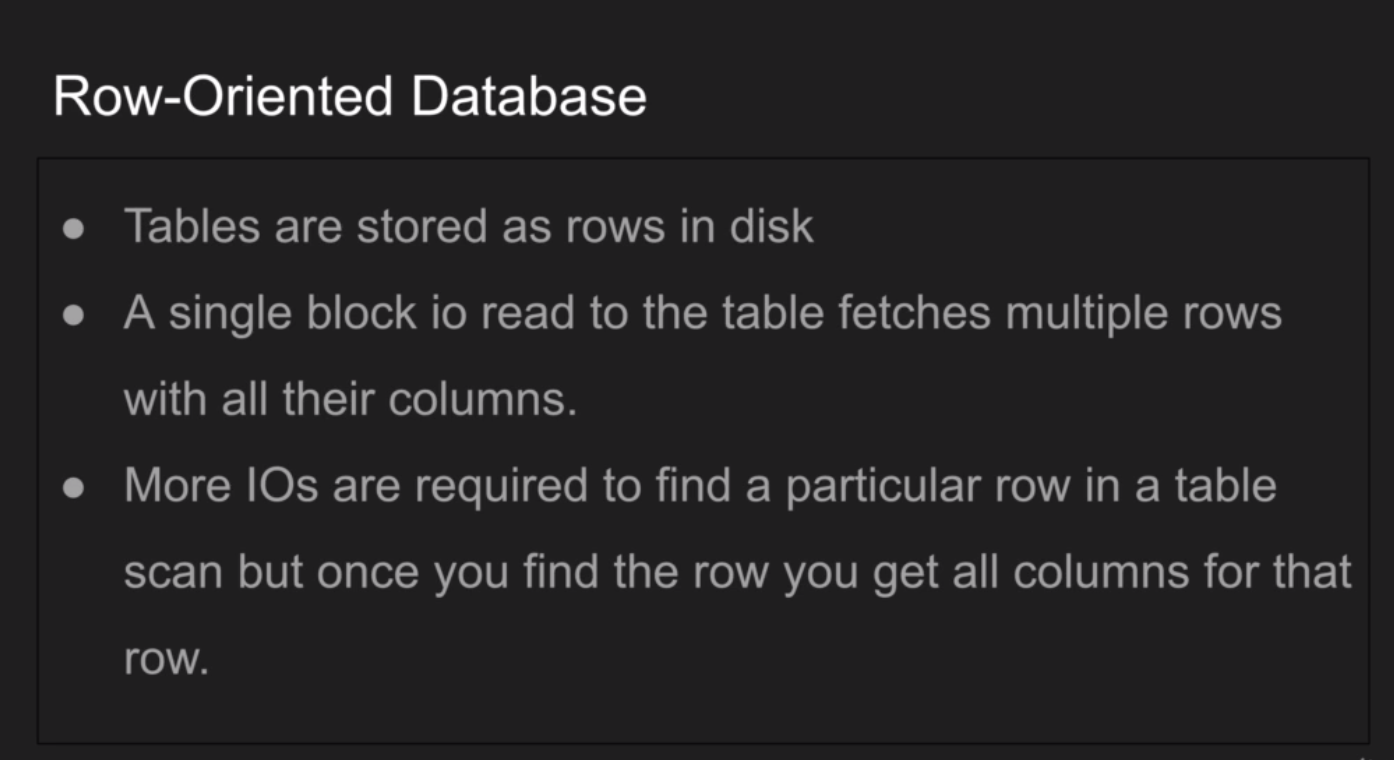 Row-Oriented Database
● Tables are stored as rows in disk
● A single block io read to the table fetches multiple rows
with all their columns.
● More IOs are required to find a particular row in a table
scan but once you find the row you get all columns for that
row.